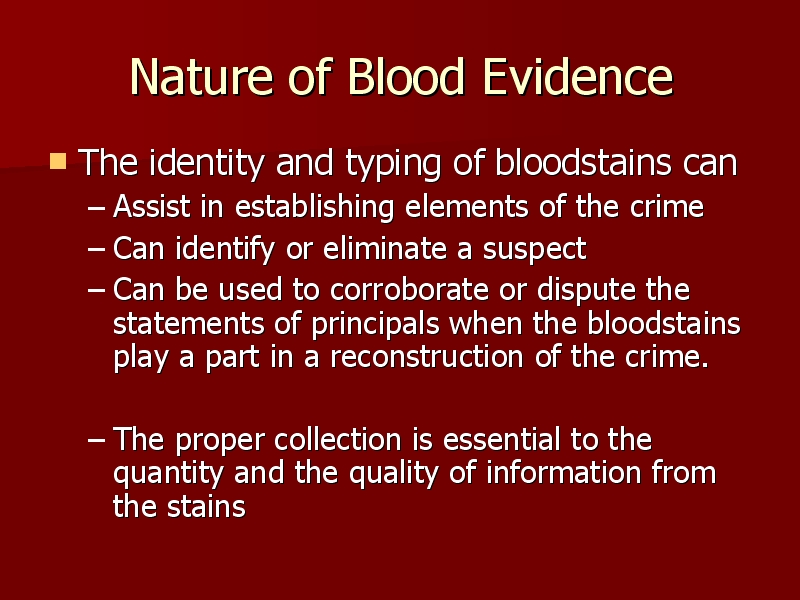 Nature of Blood Evidence
The identity and typing of bloodstains can
– Assist in establishing elements of the crime
– Can identify or eliminate a suspect
– Can be used to corroborate or dispute the
statements of principals when the bloodstains
play a part in a reconstruction of the crime.
– The proper collection is essential to the
quantity and the quality of information from
the stains